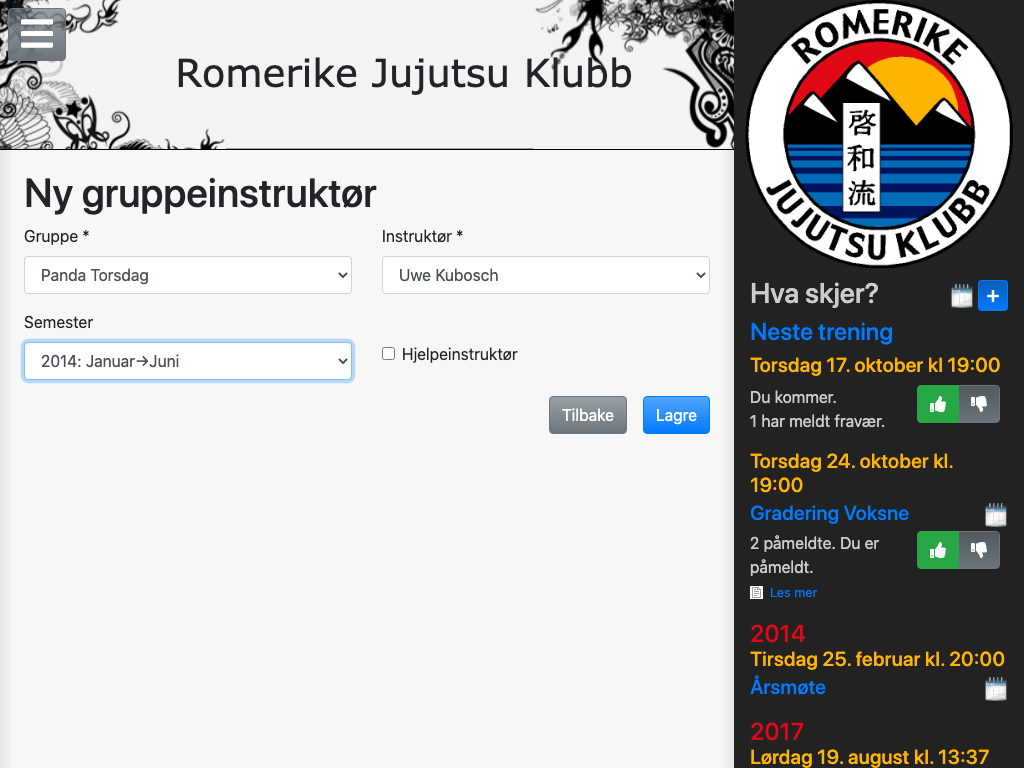 Romerike Jujutsu Klubb
Ny gruppeinstruktør
Gruppe *
Instruktør *
Panda Torsdag
Uwe Kubosch
Semester
2014: Januar→Juni
Hjelpeinstruktør
Tilbake
Lagre
ROMERIKE
啓和流
JUJUTSU KLUBB
Hva skjer?
+
Neste trening
Torsdag 17. oktober kl 19:00
Du kommer.
1 har meldt fravær.
Torsdag 24. oktober kl.
19:00
Gradering Voksne
2 påmeldte. Du er
påmeldt.
Les mer
2014
Tirsdag 25. februar kl. 20:00
Årsmøte
2017
Lørdag 19. august kl. 13:37